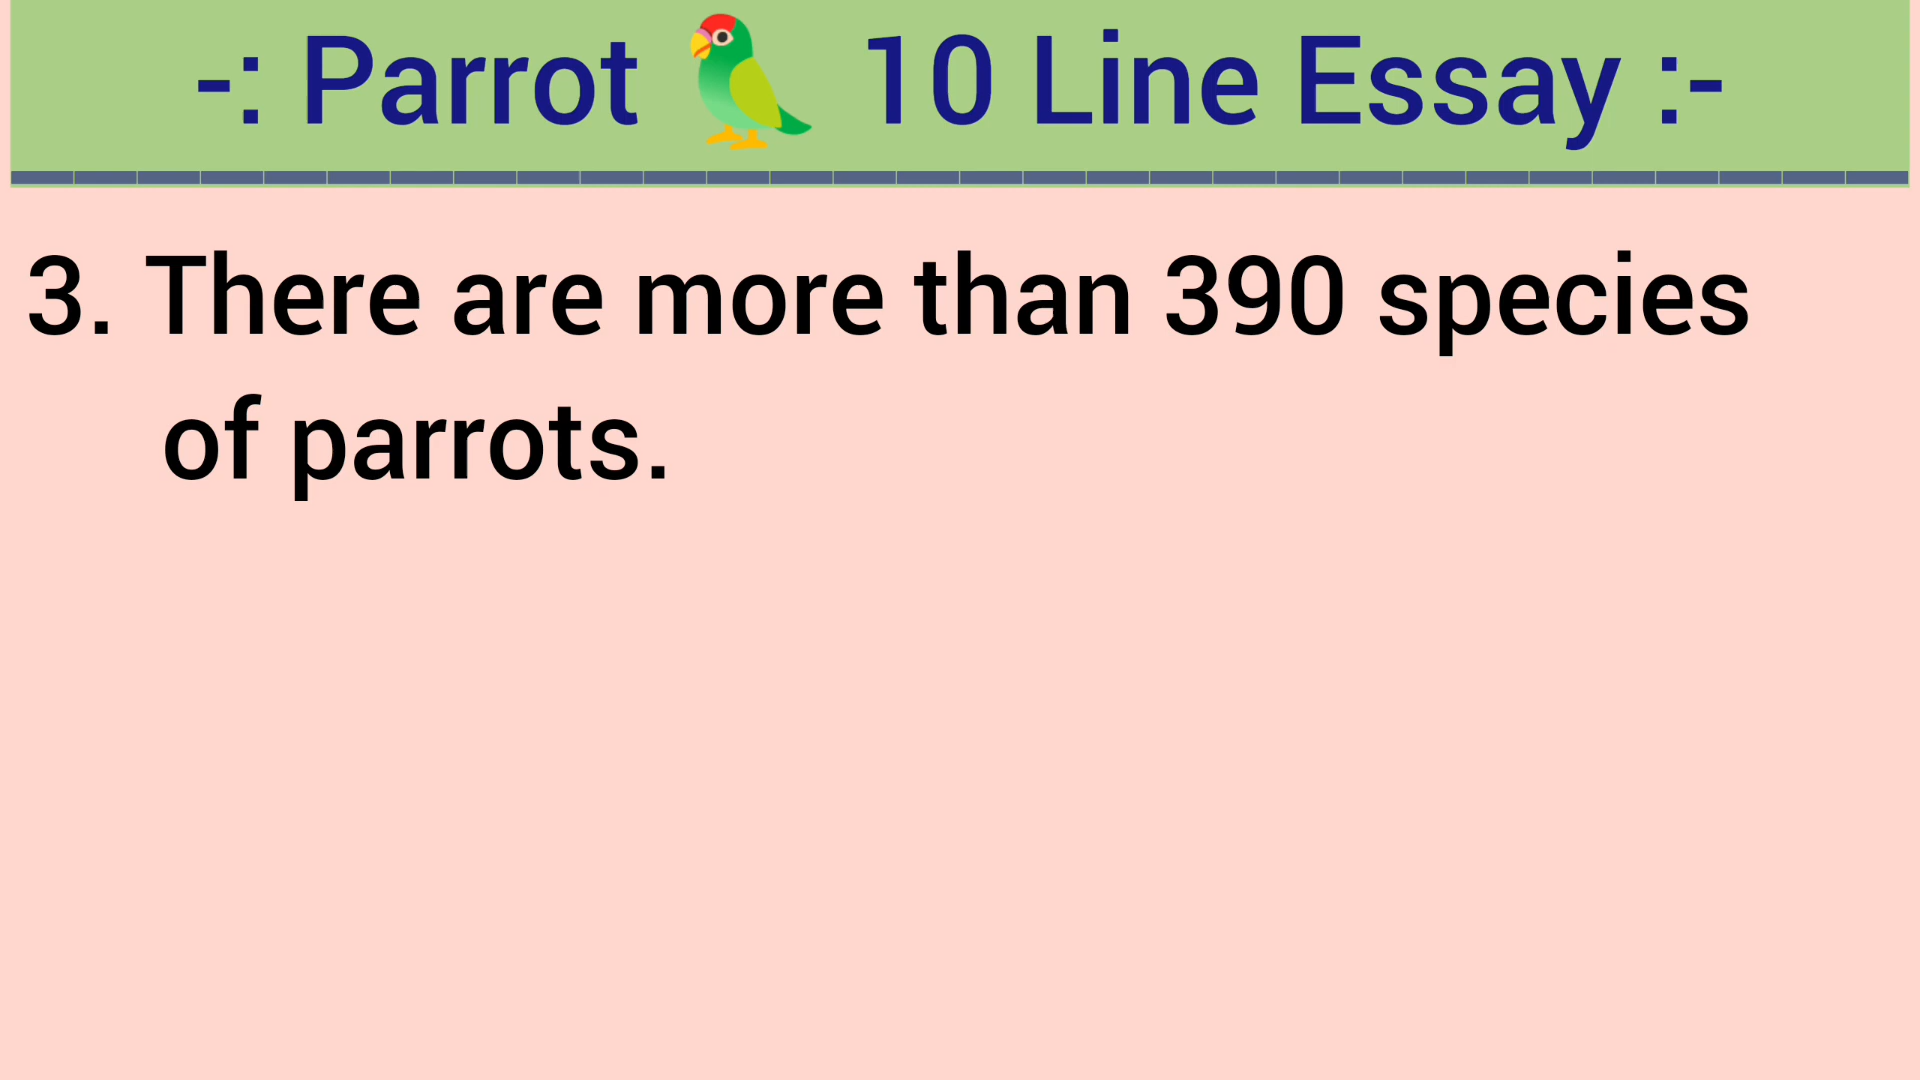 -: Parrot 🦜 10 Line Essay :-
3. There are more than 390 species
of parrots.